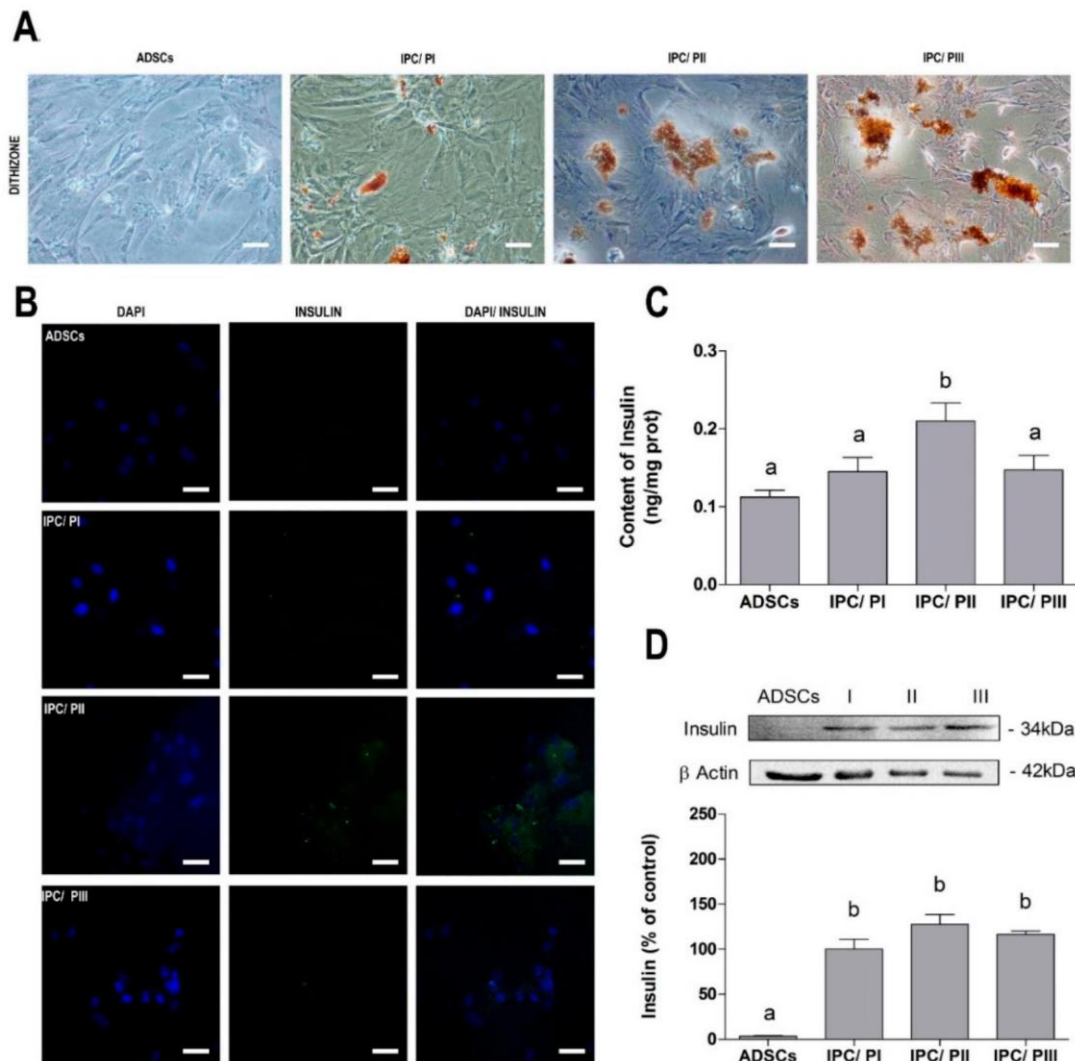 A
ADSCs IPC/ PI IPC/ PII IPC/ PIII
DITHIZONE
B
DAPI INSULIN DAPI/ INSULIN
ADSCs
IPC/ PI
IPC/ PII
IPC/ PIII
C
Content of Insulin
(ng/mg prot)
0.3
0.2
0.1
0.0
a a b a
ADSCs IPC/ PI IPC/ PII IPC/ PIII
D
ADSCs I II III
Insulin - 34kDa
β Actin - 42kDa
Insulin (% of control)
250
200
150
100
50
0
a b b b
ADSCs IPC/ PI IPC/ PII IPC/ PIII